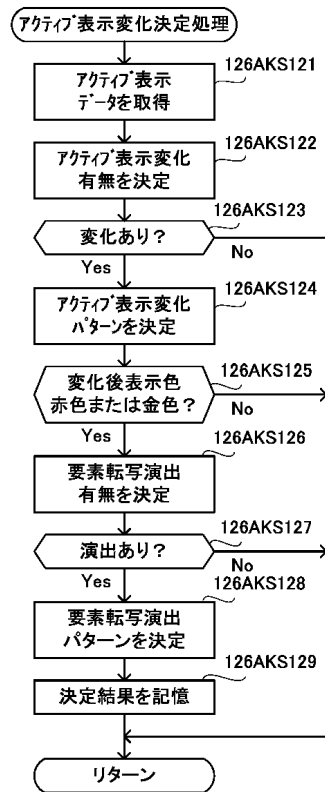 アクティブ表示変化決定処理
126AKS121
アクティブ表示
データを取得
126AKS122
アクティブ表示変化
有無を決定
126AKS123
変化あり?
No
Yes
126AKS124
アクティブ表示変化
パターンを決定
126AKS125
変化後表示色
赤色または金色?
No
Yes
126AKS126
要素転写演出
有無を決定
126AKS127
演出あり?
No
Yes
126AKS128
要素転写演出
パターンを決定
126AKS129
決定結果を記憶
リターン